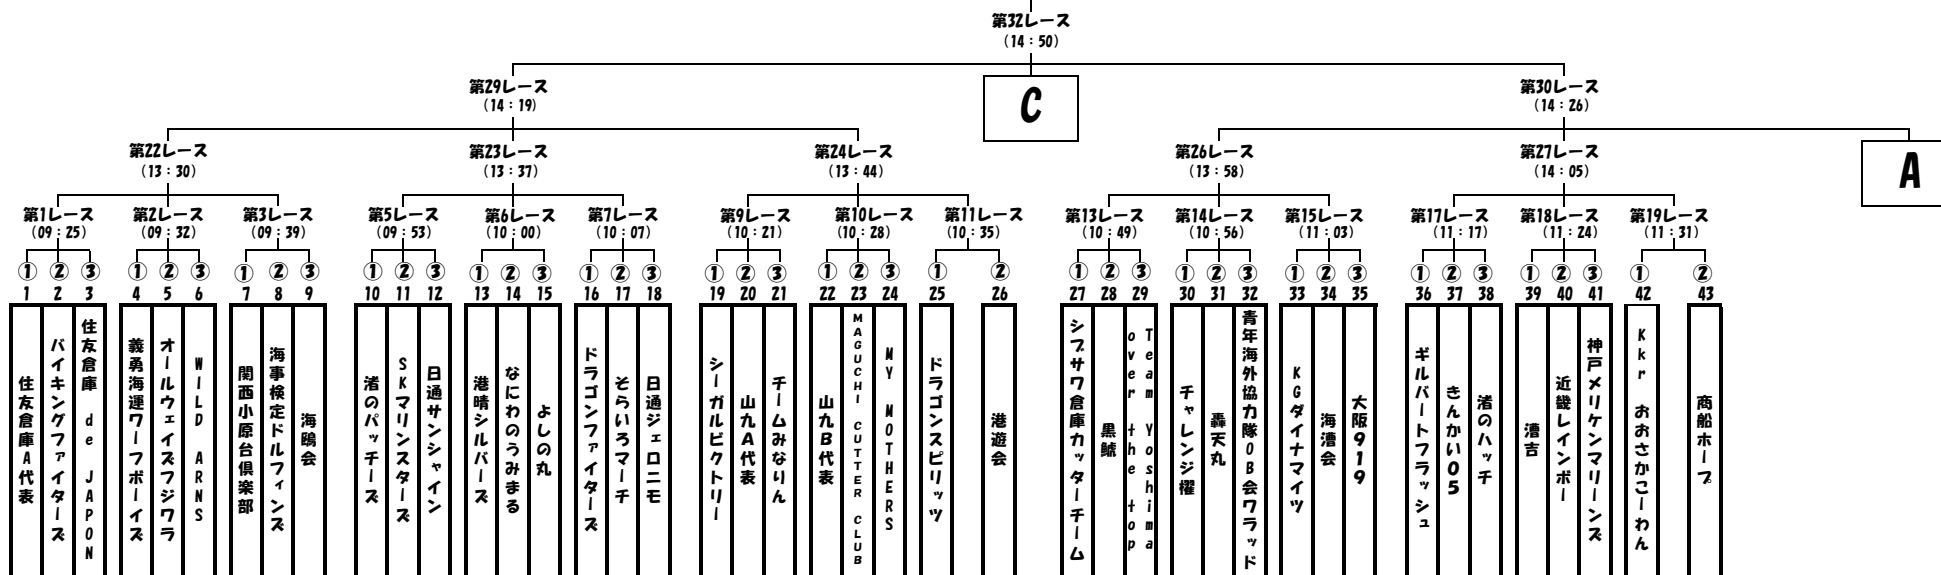 第32レース
(14:50)
第29レース
(14:19)
C
第30レース
(14:26)
第22レース
(13:30)
第23レース
(13:37)
第24レース
(13:44)
第26レース
(13:58)
第27レース
(14:05)
A
第1レース
(09:25)
第2レース
(09:32)
第3レース
(09:39)
第5レース
(09:53)
第6レース
(10:00)
第7レース
(10:07)
第9レース
(10:21)
第10レース
(10:28)
第11レース
(10:35)
第13レース
(10:49)
第14レース
(10:56)
第15レース
(11:03)
第17レース
(11:17)
第18レース
(11:24)
第19レース
(11:31)
① ② ③ ① ② ③ ① ② ③ ① ② ③ ① ② ③ ① ② ③ ① ② ③ ① ② ③ ① ② ① ② ③ ① ② ③ ① ② ③ ① ② ③ ① ② ③ ① ②
1 2 3 4 5 6 7 8 9 10 11 12 13 14 15 16 17 18 19 20 21 22 23 24 25 26 27 28 29 30 31 32 33 34 35 36 37 38 39 40 41 42 43
住友倉庫A代表
バイキングファイターズ
住友倉庫 de JAPON
義勇海運ワーフボーイズ
オールウェイズフジワラ
WILD ARNS
関西小原台倶楽部
海事検定ドルフィンズ
海鴎会
渚のパッチーズ
SKマリンスターズ
日通サンシャイン
港晴シルバーズ
なにわのうみまる
よしの丸
ドラゴンファイターズ
そらいろマーチ
日通ジェロニモ
シーガルビクトリー
山九A代表
チームみなりん
山九B代表
MAGUCHI CUTTER CLUB
MY MOTHERS
ドラゴンスピリッツ
港遊会
シブサワ倉庫カッターチーム
黒鯱
Team Yoshima
over the top
チャレンジ櫂
轟天丸
青年海外協力隊OB会ワラッド
KGダイナマイツ
海漕会
大阪919
ギルバートフラッシュ
きんかい05
渚のハッチ
漕吉
近畿レインボー
神戸メリケンマリーンズ
Kkr おおさかこーわん
商船ホープ